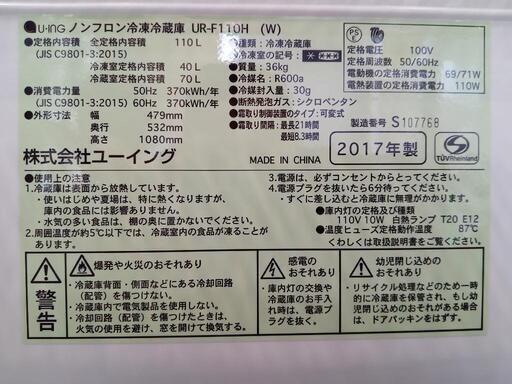 U-ING ノンフロン冷凍冷蔵庫 UR-F110H (W)
●定格内容積 全定格内容積 110L
(JIS C9801-3:2015)
冷凍室定格内容積 40L
冷蔵室定格内容積 70L
●消費電力量 50Hz 370kWh/年
(JIS C9801-3:2015) 60Hz 370kWh/年
●外形寸法 幅 479mm
奥行 532mm
高さ 1080mm
●種類:冷凍冷蔵庫
●冷凍室の記号:
●質量:36kg
●冷媒:R600a
●冷媒封入量:30g
●断熱発泡ガス:シクロペンタン
●霜取り制御装置のタイプ:可変式
●霜取り間隔:最長21時間
最短8.3時間
PS
E
定格電圧 100V
定格周波数 50/60Hz
電動機の定格消費電力 69/71W
電熱装置の定格消費電力 110W
製造番号 S107768
株式会社ユーイング
MADE IN CHINA
2017年製
TÜVRheinland
●使用上の注意
1.冷蔵庫は本体から放熱しています。
・使いはじめや夏場は、特に熱くなりますが、
庫内の食品には影響ありません。
・水気の多い食品は、棚の奥に置かないでください。
2.周囲温度が約5℃以下では、冷蔵室内の食品が凍ることが
あります。
3.電源は、必ずコンセントからとってください。
4.電源プラグを抜いたら6分待ってください。
・すぐに差し込むと冷蔵庫が傷みます。
●庫内灯の定格及び種類
110V 10W 白熱ランプ T20 E12
●温度ヒューズ定格動作温度 87℃
くわしくは取扱説明書をご覧ください。
警告
爆発や火災のおそれあり
・冷蔵庫背面・側面などにある冷却回路
(配管)を傷つけない。
・冷蔵庫内で電気製品を使用しない。
・冷却回路(配管)を傷つけたときは、
火気の使用を避け、窓を開けて換気する。
感電の
おそれあり
・庫内灯の交換や
冷蔵庫のお手入
れ時は、電源プ
ラグを抜く。
幼児閉じ込めの
おそれあり
・リサイクル処理などのため一時的
に冷蔵庫を保管され、もし幼
児閉じ込めのおそれがあるとき
は、ドアパッキンをはずす。